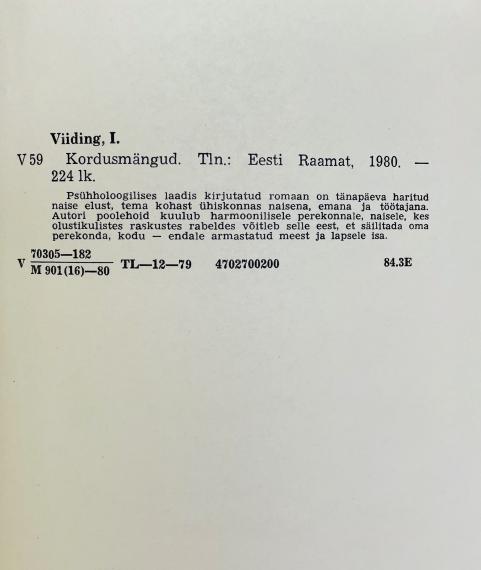 Viiding, I.
V 59 Kordusmängud. Tln.: Eesti Raamat, 1980. —
224 lk.
Psühholoogilises laadis kirjutatud romaan on tänapäeva haritud
naise elust, tema kohast ühiskonnas naisena, emana ja töötajana.
Autori poolehoid kuulub harmoonilisele perekonnale, naisele, kes
olustikulistes raskustes rabeldes võitleb selle eest, et säilitada oma
perekonda, kodu — endale armastatud meest ja lapsele isa.
70305—182
V M 901(16)—80 TL—12—79 4702700200 84.3E